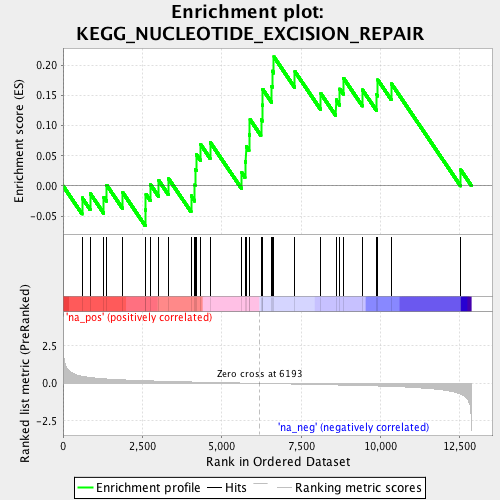 Enrichment plot:
KEGG_NUCLEOTIDE_EXCISION_REPAIR
Enrichment score (ES)
0.20
0.15
0.10
0.05
0.00
-0.05
'na_pos' (positively correlated)
Ranked list metric (PreRanked)
2.5
0.0
-2.5
Zero cross at 6193
'na_neg' (negatively correlated)
0 2,500 5,000 7,500 10,000 12,500
Rank in Ordered Dataset
Enrichment profile Hits Ranking metric scores